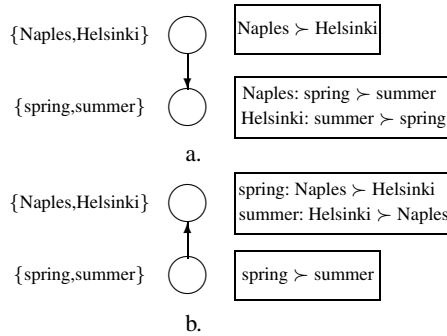 {Naples,Helsinki}
Naples ≻ Helsinki
{spring,summer}
Naples: spring ≻ summer
Helsinki: summer ≻ spring
a.
{Naples,Helsinki}
spring: Naples ≻ Helsinki
summer: Helsinki ≻ Naples
{spring,summer}
spring ≻ summer
b.